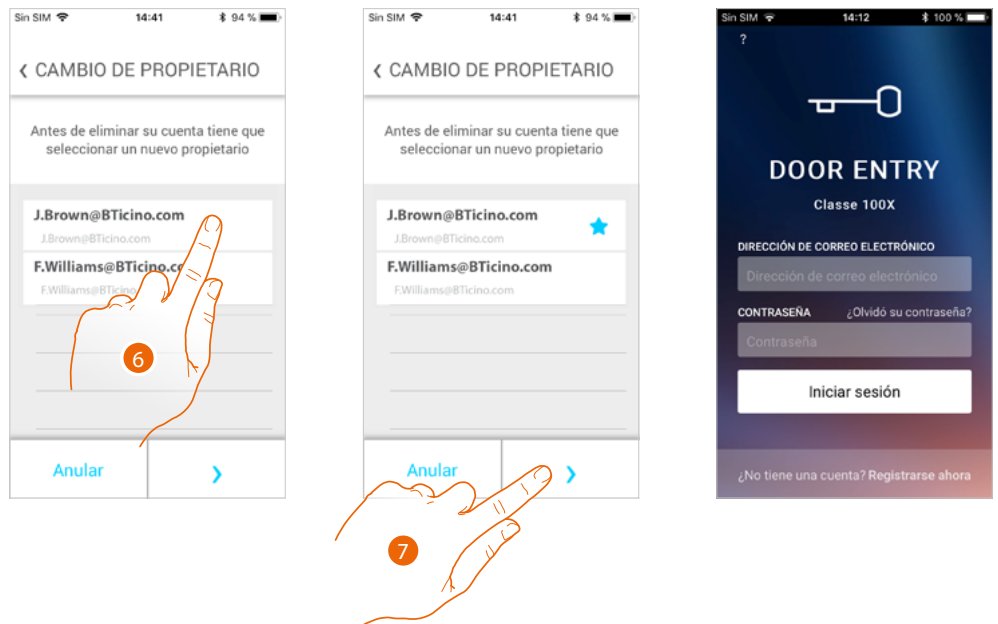 Sin SIM 14:41 94 %
CAMBIO DE PROPIETARIO
Antes de eliminar su cuenta tiene que
seleccionar un nuevo propietario
J.Brown@BTicino.com
J.Brown@BTicino.com
F.Williams@BTicino.co
F.Williams@BTicino
6
Anular
Sin SIM 14:41 94 %
CAMBIO DE PROPIETARIO
Antes de eliminar su cuenta tiene que
seleccionar un nuevo propietario
J.Brown@BTicino.com
J.Brown@BTicino.com
F.Williams@BTicino.com
F.Williams@BTicino.com
Anular
7
Sin SIM 14:12 100 %
?
DOOR ENTRY
Classe 100X
DIRECCIÓN DE CORREO ELECTRÓNICO
Dirección de correo electrónico
CONTRASEÑA ¿Olvidó su contraseña?
Contraseña
Iniciar sesión
¿No tiene una cuenta? Registrarse ahora